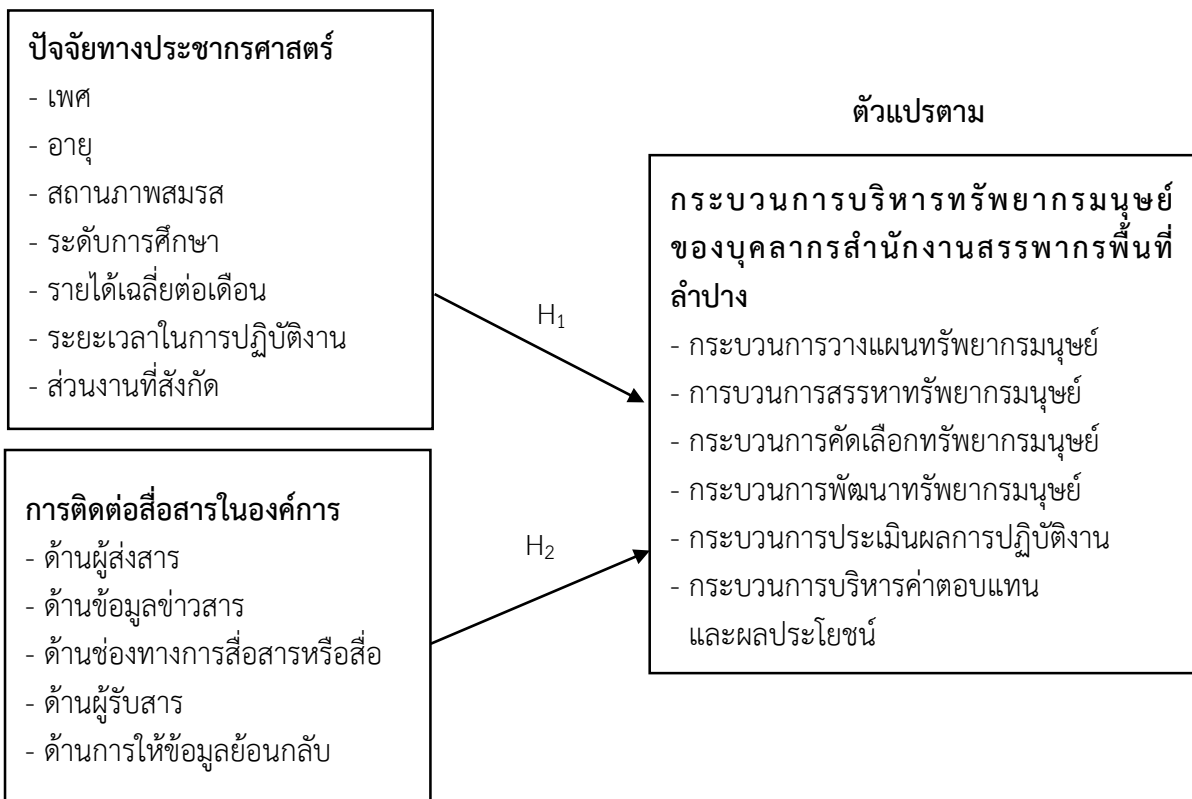 ปัจจัยทางประชากรศาสตร์
- เพศ
- อายุ
- สถานภาพสมรส
- ระดับการศึกษา
- รายได้เฉลี่ยต่อเดือน
- ระยะเวลาในการปฏิบัติงาน
- ส่วนงานที่สังกัด
การติดต่อสื่อสารในองค์การ
- ด้านผู้ส่งสาร
- ด้านข้อมูลข่าวสาร
- ด้านช่องทางการสื่อสารหรือสื่อ
- ด้านผู้รับสาร
- ด้านการให้ข้อมูลย้อนกลับ
H₁
H₂
ตัวแปรตาม
กระบวนการบริหารทรัพยากรมนุษย์
ของบุคลากรสำนักงานสรรพากรพื้นที่
ลำปาง
- กระบวนการวางแผนทรัพยากรมนุษย์
- การบวนการสรรหาทรัพยากรมนุษย์
- กระบวนการคัดเลือกทรัพยากรมนุษย์
- กระบวนการพัฒนาทรัพยากรมนุษย์
- กระบวนการประเมินผลการปฏิบัติงาน
- กระบวนการบริหารค่าตอบแทน
และผลประโยชน์